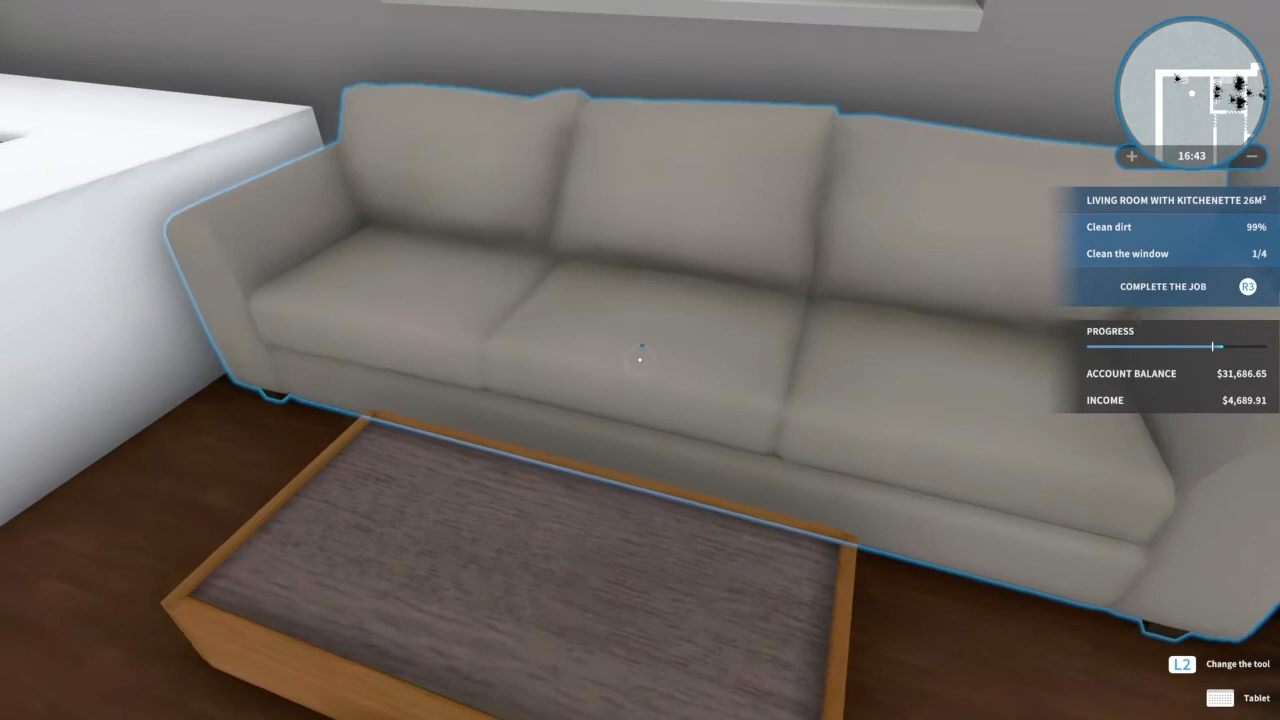 + 16:43 −
LIVING ROOM WITH KITCHENETTE 26M²
Clean dirt 99%
Clean the window 1/4
COMPLETE THE JOB R3
PROGRESS
ACCOUNT BALANCE $31,686.65
INCOME $4,689.91
L2 Change the tool
Tablet